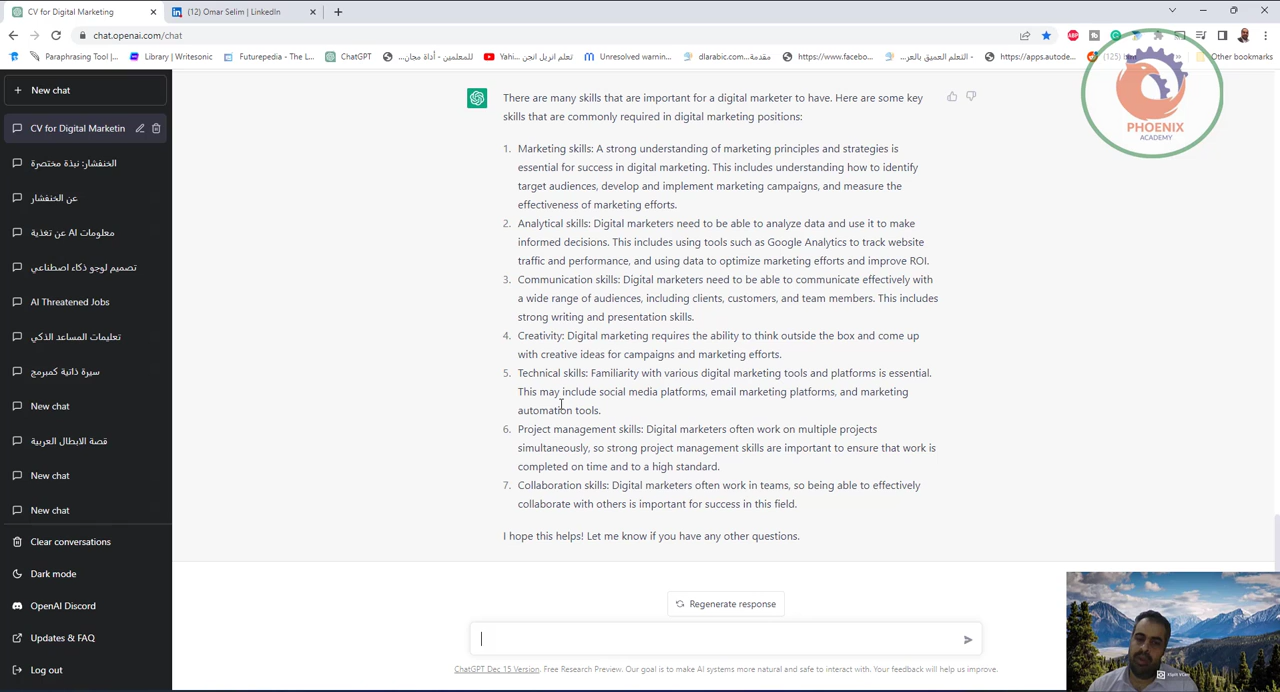 CV for Digital Marketing
(12) Omar Selim | LinkedIn
chat.openai.com/chat
Paraphrasing Tool |...
Library | Writesonic
Futurepedia - The L...
ChatGPT
للمعلمين - أداة مجان...
تعلم انريل انجن Yahi...
Unresolved warnin...
مقدمة... dlarabic.com
https://www.facebo...
التعلم العميق بالعر...
https://apps.autode...
(125)
Other bookmarks
PHOENIX
ACADEMY
New chat
CV for Digital Marketin
الخنفشار: نبذة مختصرة
عن الخنفشار
معلومات AI عن تغذية
تصميم لوجو ذكاء اصطناعي
AI Threatened Jobs
تعليمات المساعد الذكي
سيرة ذاتية كمبرمج
New chat
قصة الابطال العربية
New chat
New chat
Clear conversations
Dark mode
OpenAI Discord
Updates & FAQ
Log out
There are many skills that are important for a digital marketer to have. Here are some key
skills that are commonly required in digital marketing positions:
1. Marketing skills: A strong understanding of marketing principles and strategies is
essential for success in digital marketing. This includes understanding how to identify
target audiences, develop and implement marketing campaigns, and measure the
effectiveness of marketing efforts.
2. Analytical skills: Digital marketers need to be able to analyze data and use it to make
informed decisions. This includes using tools such as Google Analytics to track website
traffic and performance, and using data to optimize marketing efforts and improve ROI.
3. Communication skills: Digital marketers need to be able to communicate effectively with
a wide range of audiences, including clients, customers, and team members. This includes
strong writing and presentation skills.
4. Creativity: Digital marketing requires the ability to think outside the box and come up
with creative ideas for campaigns and marketing efforts.
5. Technical skills: Familiarity with various digital marketing tools and platforms is essential.
This may include social media platforms, email marketing platforms, and marketing
automation tools.
6. Project management skills: Digital marketers often work on multiple projects
simultaneously, so strong project management skills are important to ensure that work is
completed on time and to a high standard.
7. Collaboration skills: Digital marketers often work in teams, so being able to effectively
collaborate with others is important for success in this field.
I hope this helps! Let me know if you have any other questions.
Regenerate response
ChatGPT Dec 15 Version. Free Research Preview. Our goal is to make AI systems more natural and safe to interact with. Your feedback will help us improve.
XSplit VCam